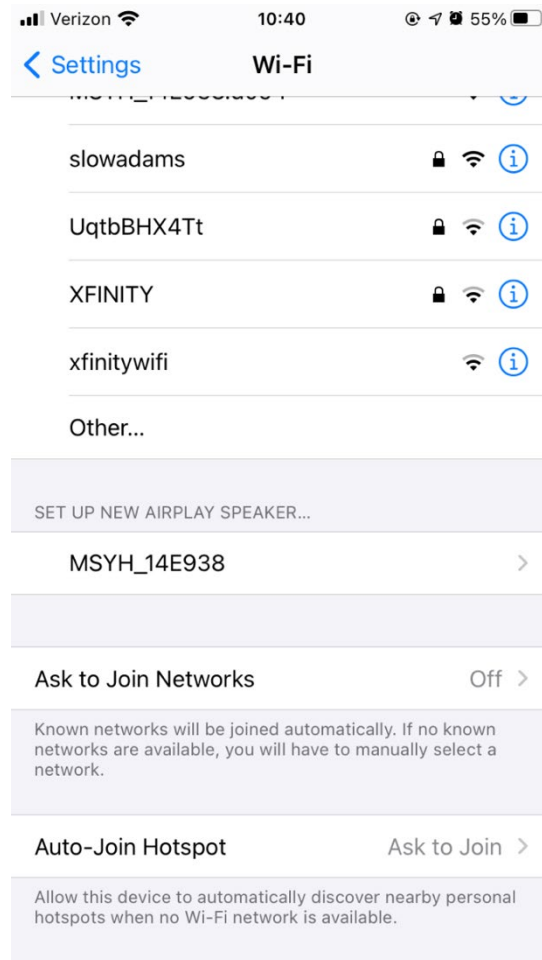 Verizon 10:40 55%
Settings Wi-Fi
slowadams
UqtbBHX4Tt
XFINITY
xfinitywifi
Other...
SET UP NEW AIRPLAY SPEAKER...
MSYH_14E938
Ask to Join Networks Off
Known networks will be joined automatically. If no known
networks are available, you will have to manually select a
network.
Auto-Join Hotspot Ask to Join
Allow this device to automatically discover nearby personal
hotspots when no Wi-Fi network is available.